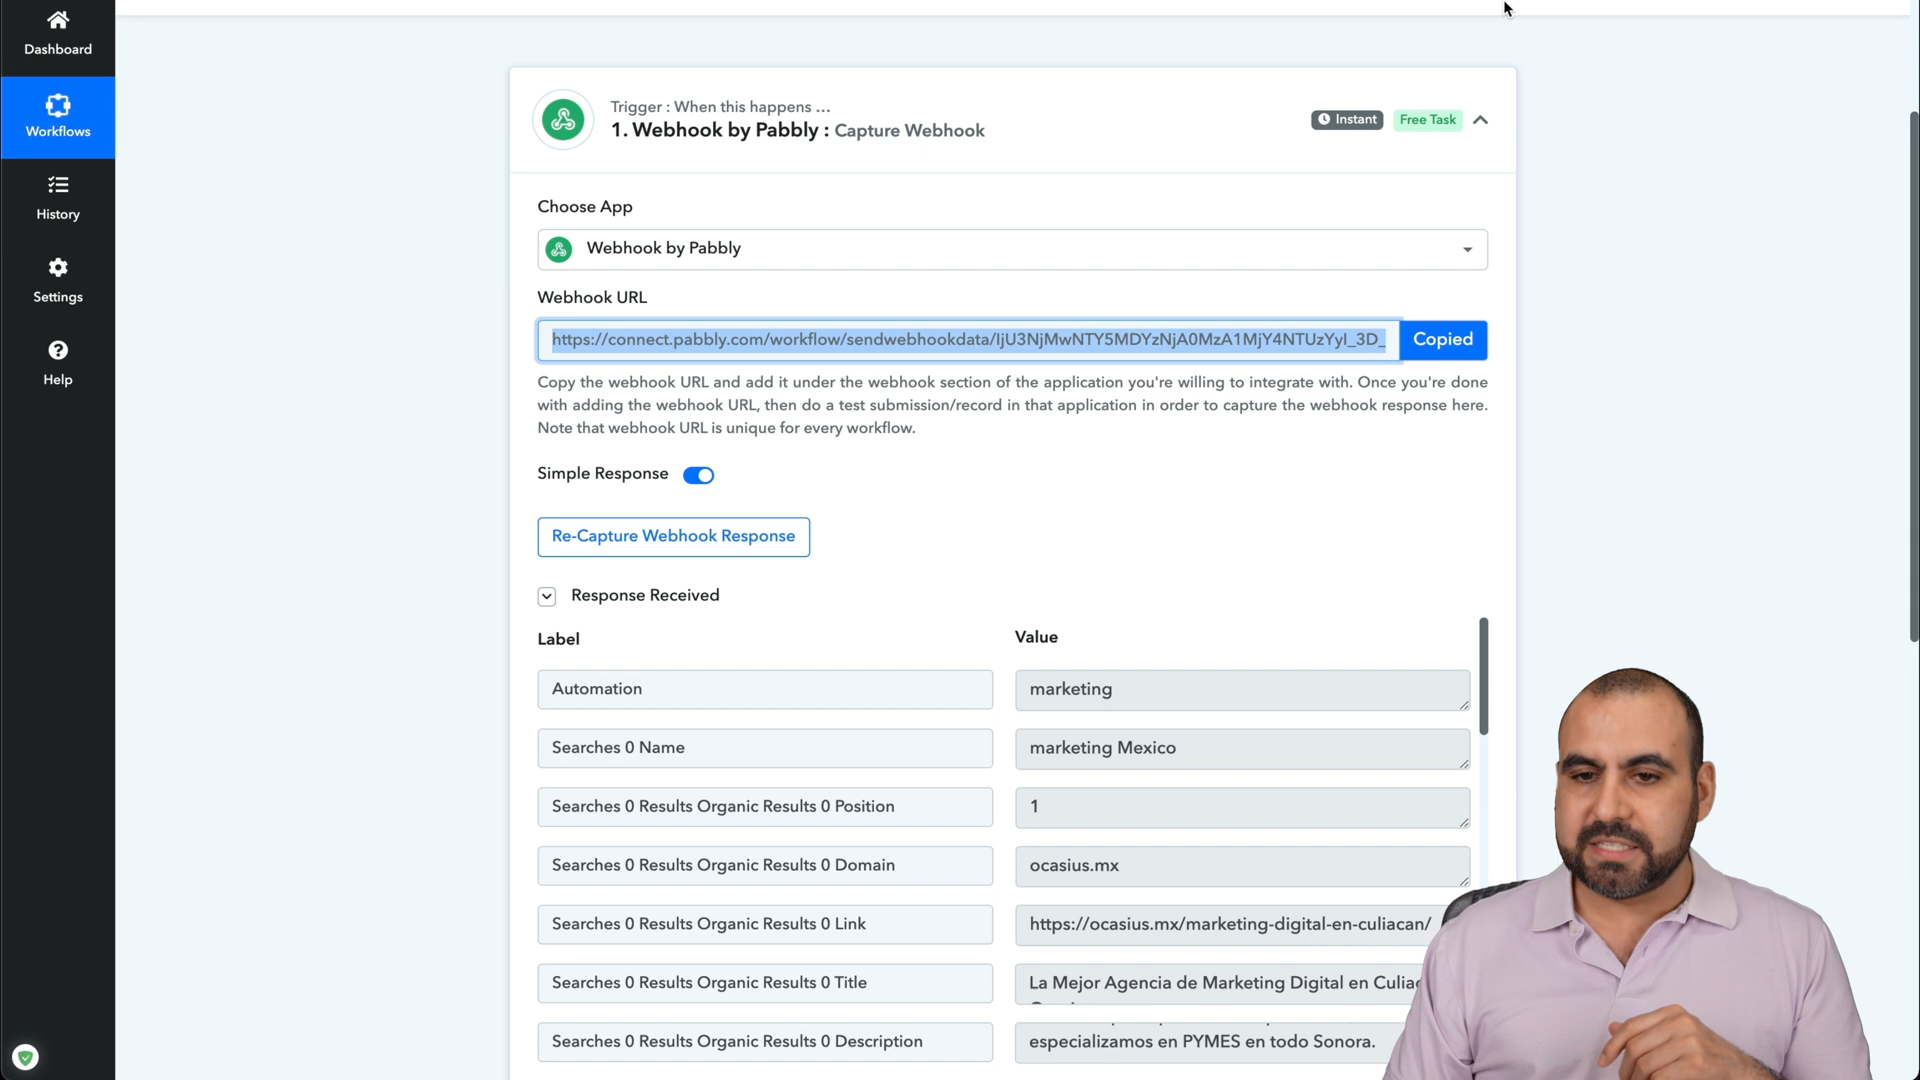 Dashboard
Workflows
History
Settings
Help
Trigger : When this happens ...
1. Webhook by Pabbly : Capture Webhook
Instant
Free Task
Choose App
Webhook by Pabbly
Webhook URL
https://connect.pabbly.com/workflow/sendwebhookdata/IjU3NjMwNTY5MDYzNjA0MzA1MjY4NTUzYyI_3D_
Copied
Copy the webhook URL and add it under the webhook section of the application you're willing to integrate with. Once you're done
with adding the webhook URL, then do a test submission/record in that application in order to capture the webhook response here.
Note that webhook URL is unique for every workflow.
Simple Response
Re-Capture Webhook Response
Response Received
Label Value
Automation marketing
Searches 0 Name marketing Mexico
Searches 0 Results Organic Results 0 Position 1
Searches 0 Results Organic Results 0 Domain ocasius.mx
Searches 0 Results Organic Results 0 Link https://ocasius.mx/marketing-digital-en-culiacan/
Searches 0 Results Organic Results 0 Title La Mejor Agencia de Marketing Digital en
Searches 0 Results Organic Results 0 Description especializamos en PYMES en todo Sonora.